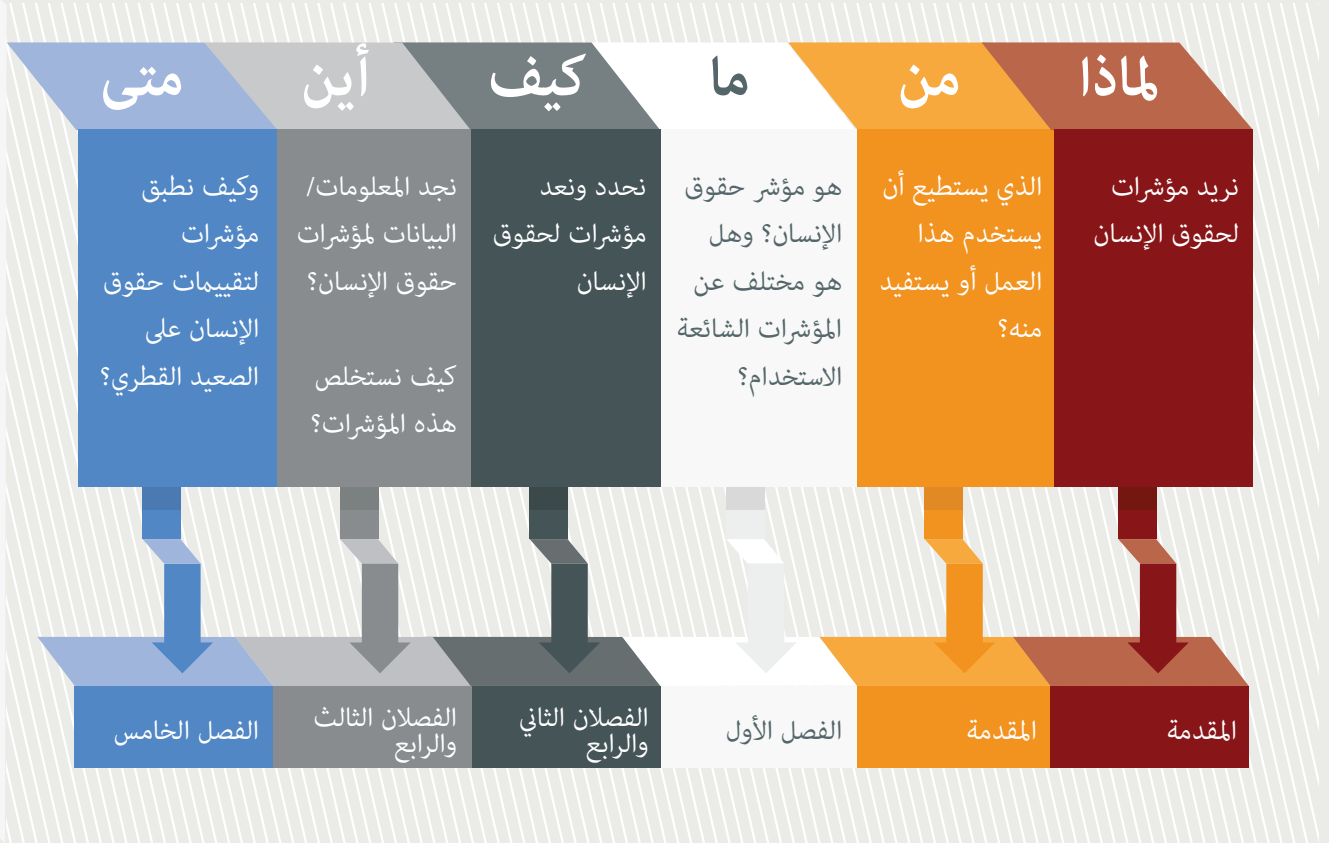 لماذا
نريد مؤشرات
لحقوق الإنسان
المقدمة
من
الذي يستطيع أن
يستخدم هذا
العمل أو يستفيد
منه؟
المقدمة
ما
هو مؤشر حقوق
الإنسان؟ وهل
هو مختلف عن
المؤشرات الشائعة
الاستخدام؟
الفصل الأول
كيف
نحدد ونعد
مؤشرات لحقوق
الإنسان
الفصلان الثاني
والرابع
أين
نجد المعلومات/
البيانات لمؤشرات
حقوق الإنسان؟
كيف نستخلص
هذه المؤشرات؟
الفصلان الثالث
والرابع
متى
وكيف نطبق
مؤشرات
لتقييمات حقوق
الإنسان على
الصعيد القطري؟
الفصل الخامس